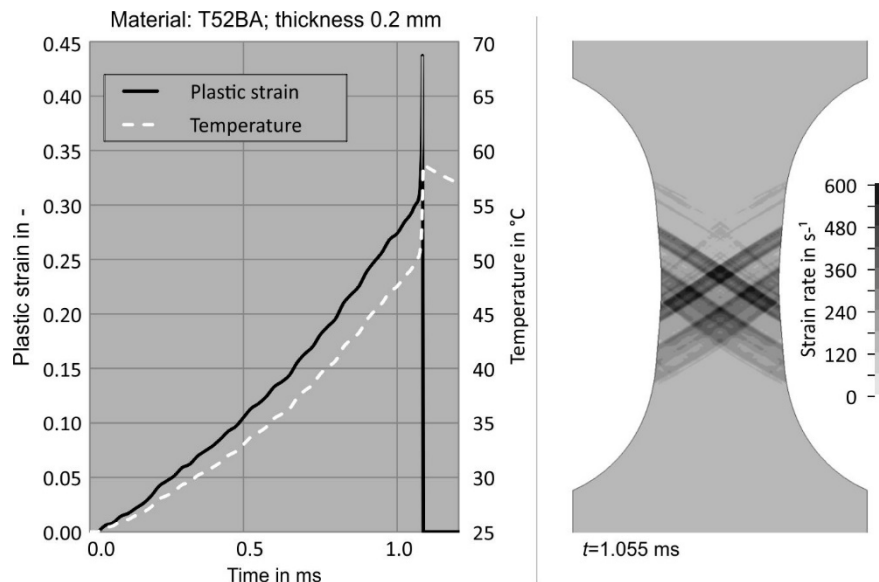 Material: T52BA; thickness 0.2 mm
Plastic strain in -
0.45
0.40
0.35
0.30
0.25
0.20
0.15
0.10
0.05
0.00
Plastic strain
Temperature
70
65
60
55
50
45
40
35
30
25
Temperature in °C
0.0 0.5 1.0
Time in ms
Strain rate in s-¹
600
480
360
240
120
0
t=1.055 ms